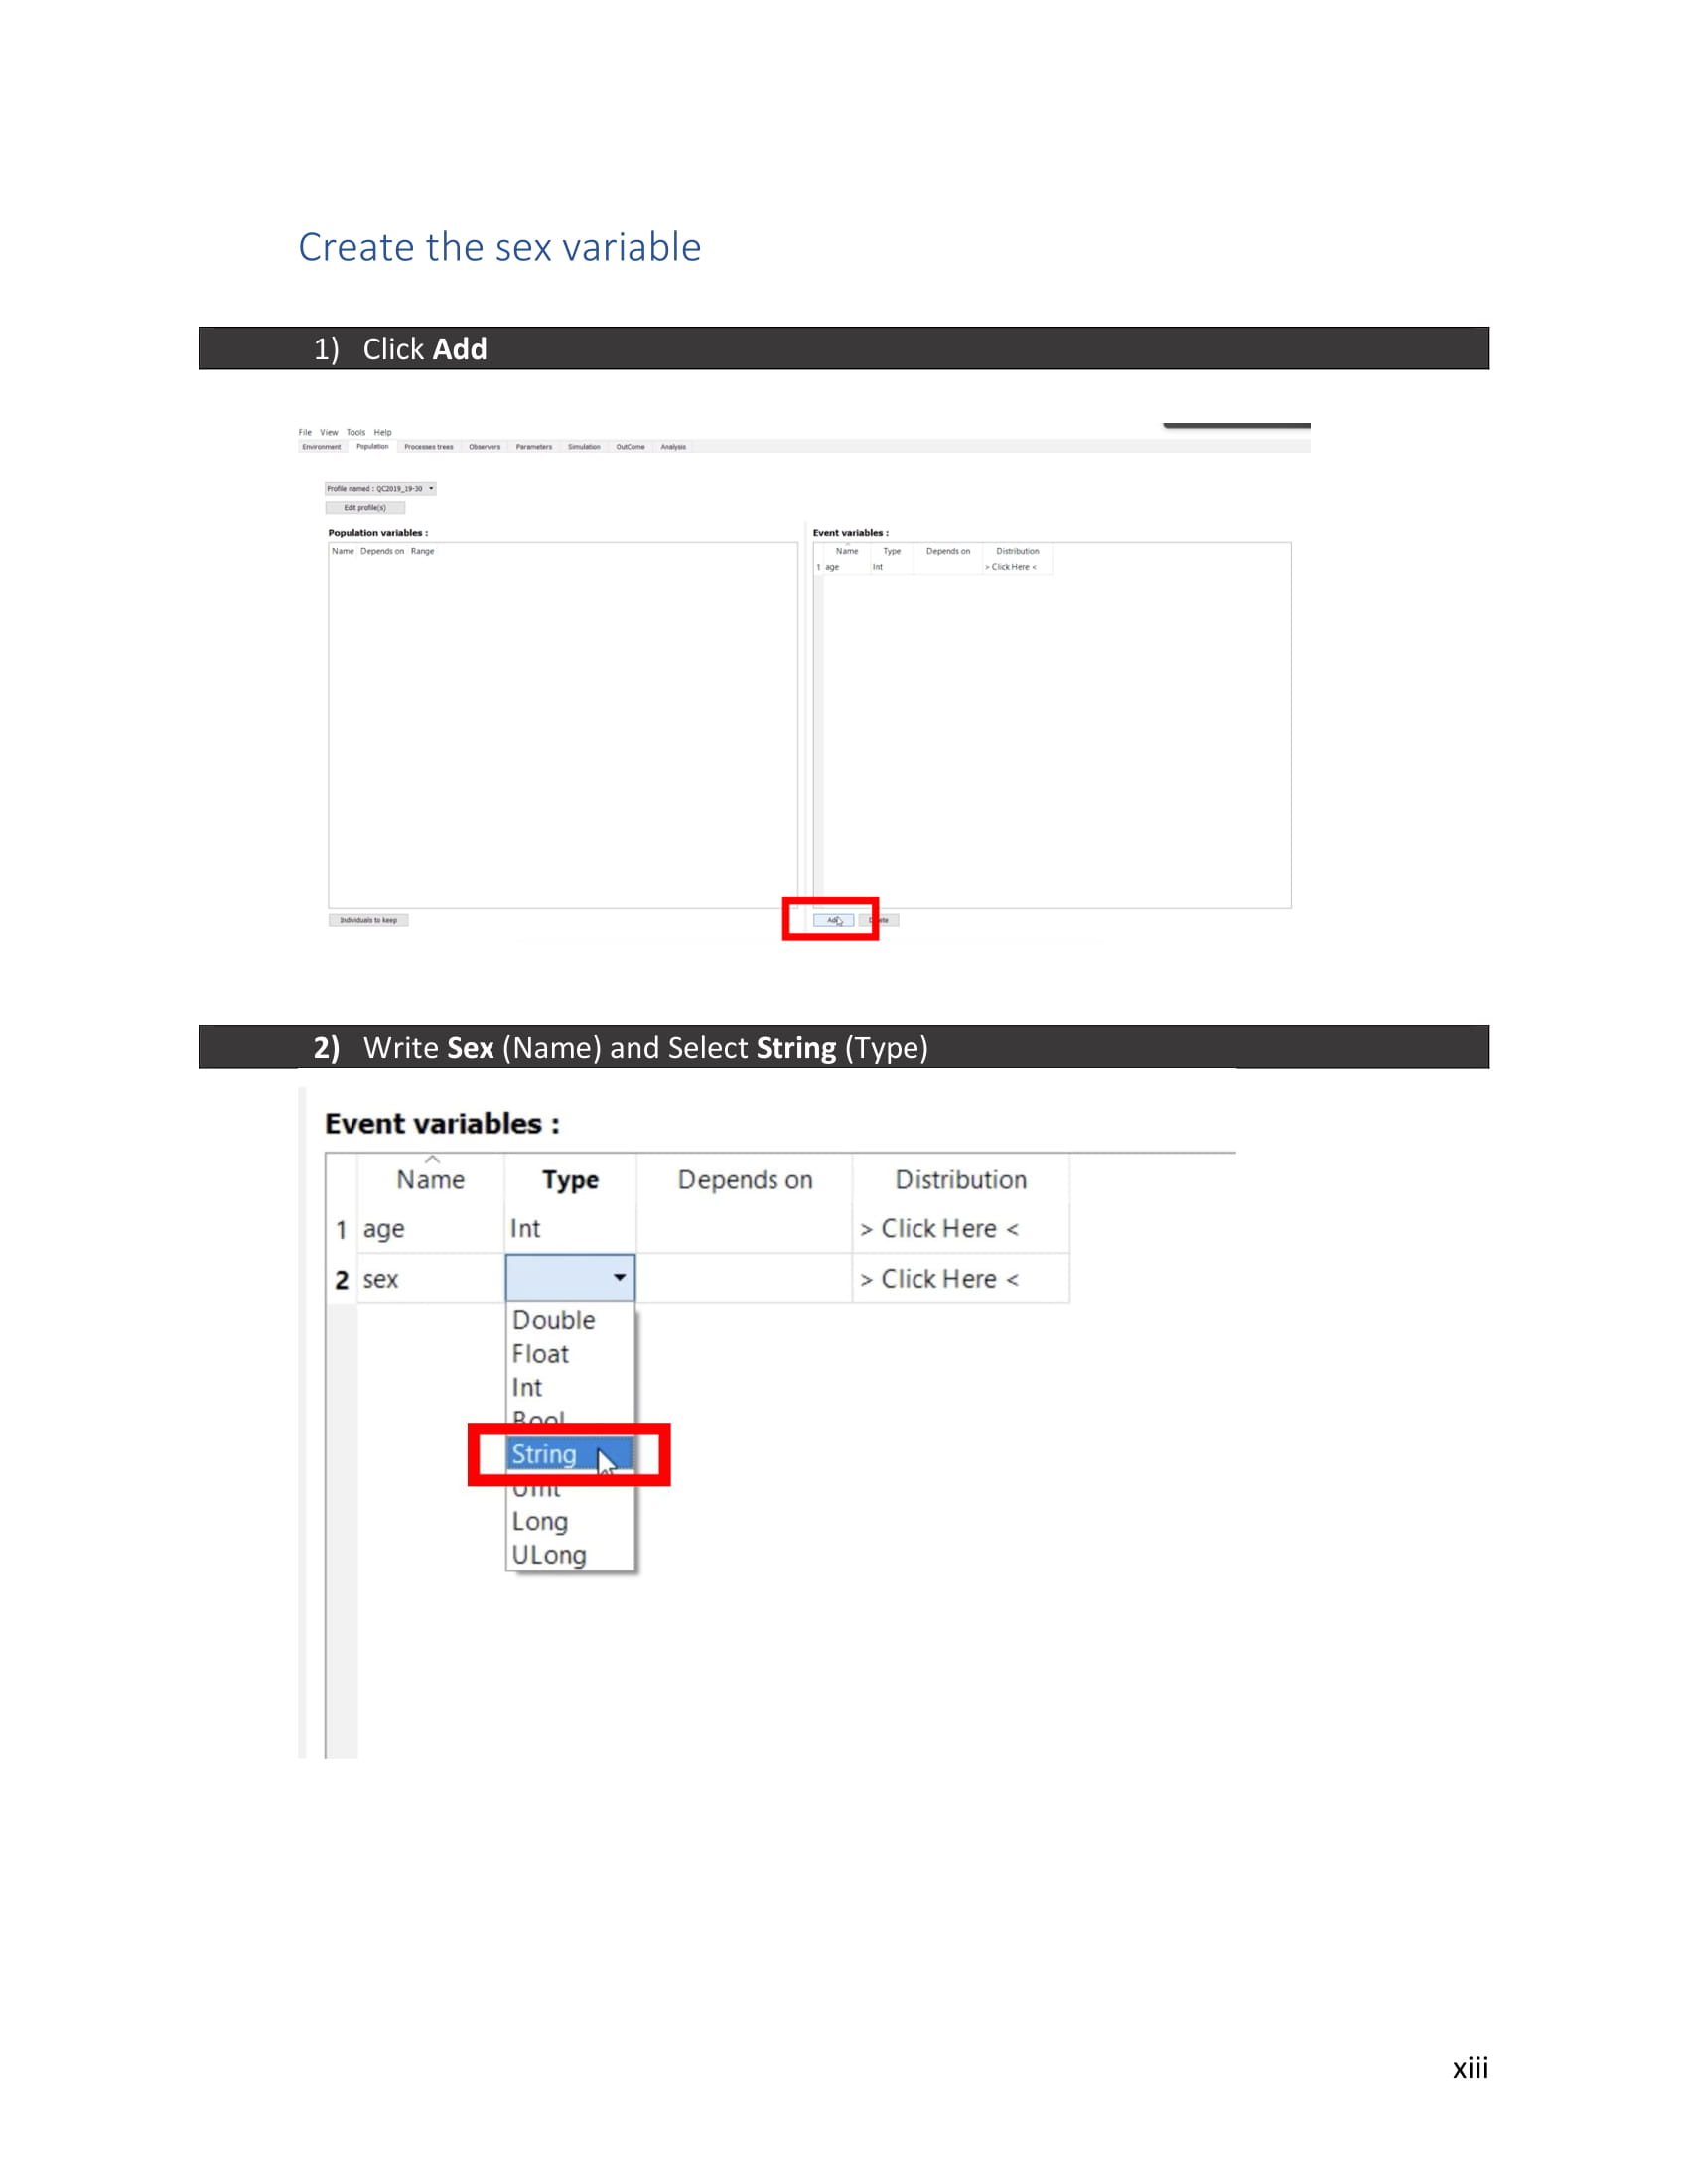 Create the sex variable
1) Click Add
File View Tools Help
Environment Population Processes trees Observers Parameters Simulation OutCome Analysis
Profile named : QC2019_19-30
Edit profile(s)
Population variables : Event variables :
Name Depends on Range Name Type Depends on Distribution
1 age Int > Click Here <
Individuals to keep
2) Write Sex (Name) and Select String (Type)
Event variables :
Name Type Depends on Distribution
1 age Int > Click Here <
2 sex > Click Here <
Double
Float
Int
Bool
String
Long
ULong
xiii